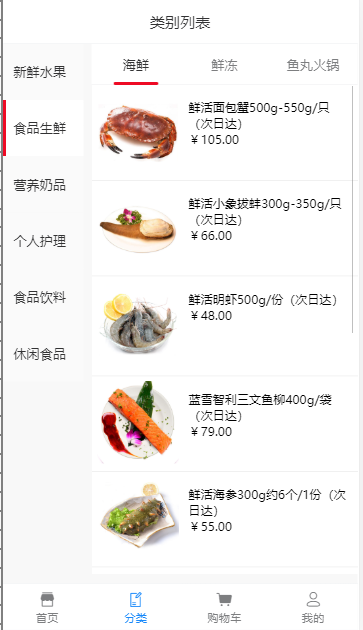 类别列表
新鲜水果
食品生鲜
营养奶品
个人护理
食品饮料
休闲食品
海鲜
鲜冻
鱼丸火锅
鲜活面包蟹500g-550g/只
（次日达）
￥105.00
鲜活小象拔蚌300g-350g/只
（次日达）
￥66.00
鲜活明虾500g/份（次日达）
￥48.00
蓝雪智利三文鱼柳400g/袋
（次日达）
￥79.00
鲜活海参300g约6个/1份（次
日达）
￥55.00
首页
分类
购物车
我的